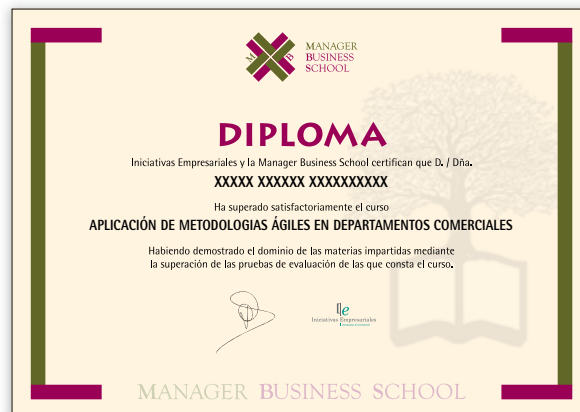 M B
MANAGER
BUSINESS
SCHOOL
DIPLOMA
Iniciativas Empresariales y la Manager Business School certifican que D. / Dña.
XXXXX XXXXXX XXXXXXXXXX
Ha superado satisfactoriamente el curso
APLICACIÓN DE METODOLOGIAS ÁGILES EN DEPARTAMENTOS COMERCIALES
Habiendo demostrado el dominio de las materias impartidas mediante
la superación de las pruebas de evaluación de las que consta el curso.
Ie
Iniciativas Empresariales
MANAGER BUSINESS SCHOOL